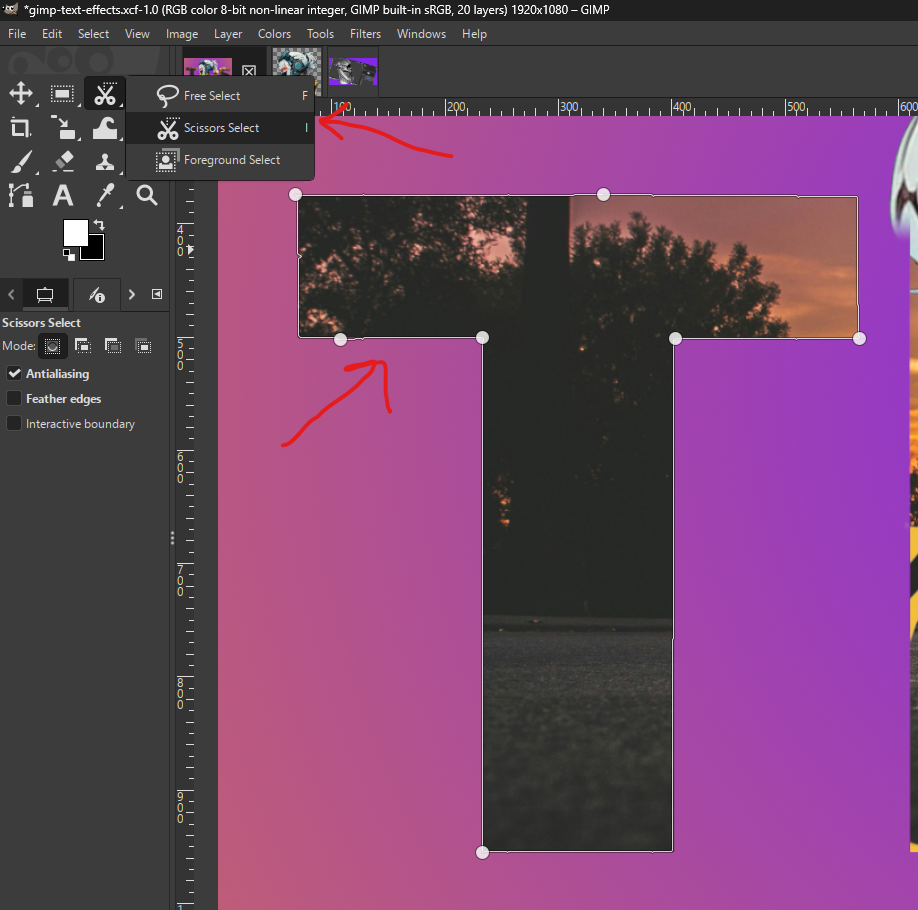 *gimp-text-effects.xcf-1.0 (RGB color 8-bit non-linear integer, GIMP built-in sRGB, 20 layers) 1920x1080 – GIMP
File Edit Select View Image Layer Colors Tools Filters Windows Help
Free Select F
Scissors Select I
Foreground Select
100 200 300 400 500 600
400
500
600
700
800
900
1
A
Scissors Select
Mode:
Antialiasing
Feather edges
Interactive boundary